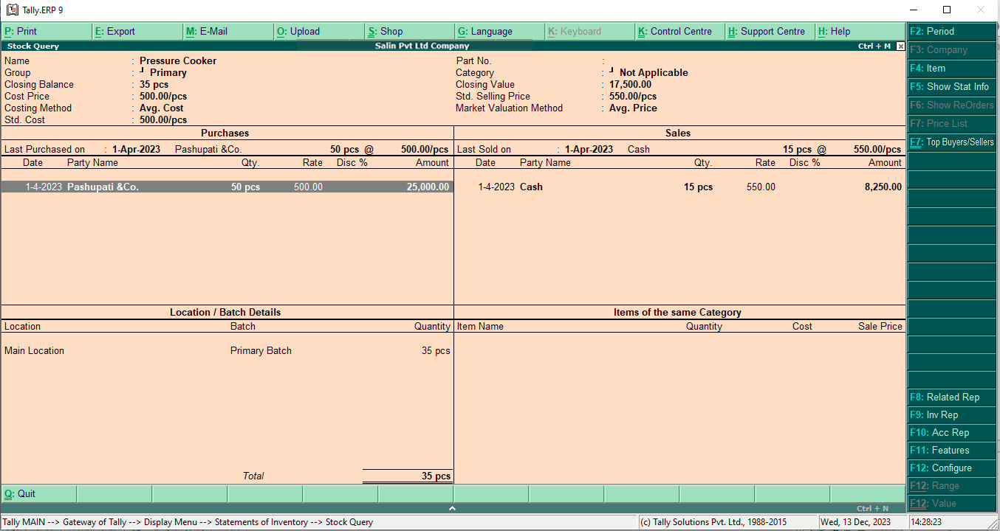 Tally.ERP 9
P: Print E: Export M: E-Mail O: Upload S: Shop G: Language K: Keyboard K: Control Centre H: Support Centre H: Help
Stock Query Salin Pvt Ltd Company Ctrl + M
Name : Pressure Cooker Part No. :
Group : Primary Category : Not Applicable
Closing Balance : 35 pcs Closing Value : 17,500.00
Cost Price : 500.00/pcs Std. Selling Price : 550.00/pcs
Costing Method : Avg. Cost Market Valuation Method : Avg. Price
Std. Cost : 500.00/pcs
Purchases Sales
Last Purchased on : 1-Apr-2023 Pashupati &Co. 50 pcs @ 500.00/pcs Last Sold on : 1-Apr-2023 Cash 15 pcs @ 550.00/pcs
Date Party Name Qty. Rate Disc % Amount Date Party Name Qty. Rate Disc % Amount
1-4-2023 Pashupati &Co. 50 pcs 500.00 25,000.00 1-4-2023 Cash 15 pcs 550.00 8,250.00
Location / Batch Details Items of the same Category
Location Batch Quantity Item Name Quantity Cost Sale Price
Main Location Primary Batch 35 pcs
Total 35 pcs
Q: Quit
Ctrl + N
F2: Period
F3: Company
F4: Item
F5: Show Stat Info
F6: Show ReOrders
F7: Price List
F7: Top Buyers/Sellers
F8: Related Rep
F9: Inv Rep
F10: Acc Rep
F11: Features
F12: Configure
F12: Range
F12: Value
Tally MAIN --> Gateway of Tally --> Display Menu --> Statements of Inventory --> Stock Query (c) Tally Solutions Pvt. Ltd., 1988-2015 Wed, 13 Dec, 2023 14:28:23